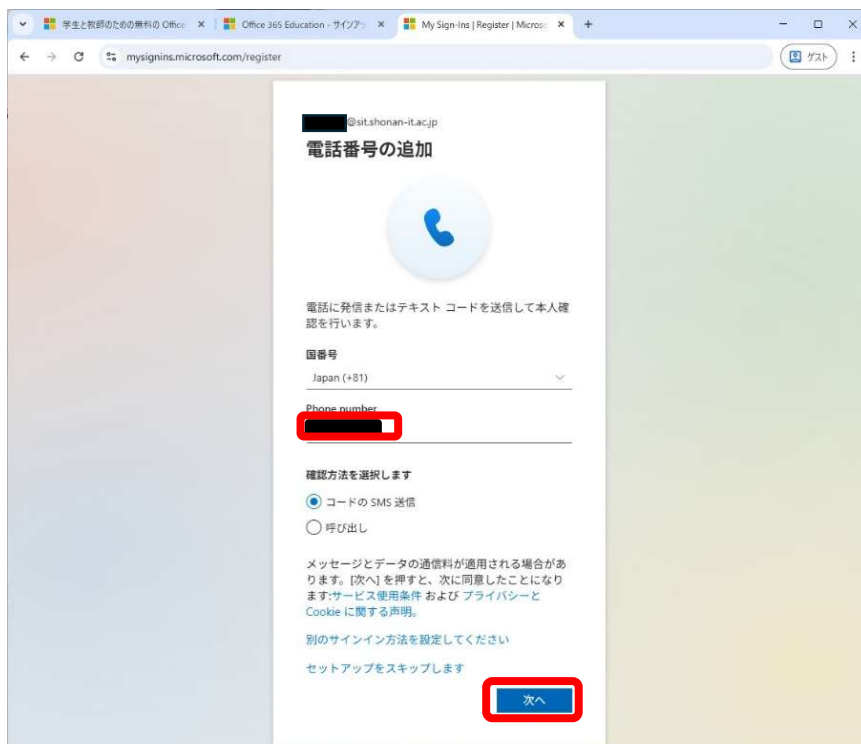 学生と教師のための無料の Office
Office 365 Education - サインアッ
My Sign-Ins | Register | Microso
mysignins.microsoft.com/register
ゲスト
@sit.shonan-it.ac.jp
電話番号の追加
電話に発信またはテキスト コードを送信して本人確
認を行います。
国番号
Japan (+81)
Phone number
確認方法を選択します
コードの SMS 送信
呼び出し
メッセージとデータの通信料が適用される場合があ
ります。[次へ] を押すと、次に同意したことになり
ます:サービス使用条件 および プライバシーと
Cookie に関する声明。
別のサインイン方法を設定してください
セットアップをスキップします
次へ